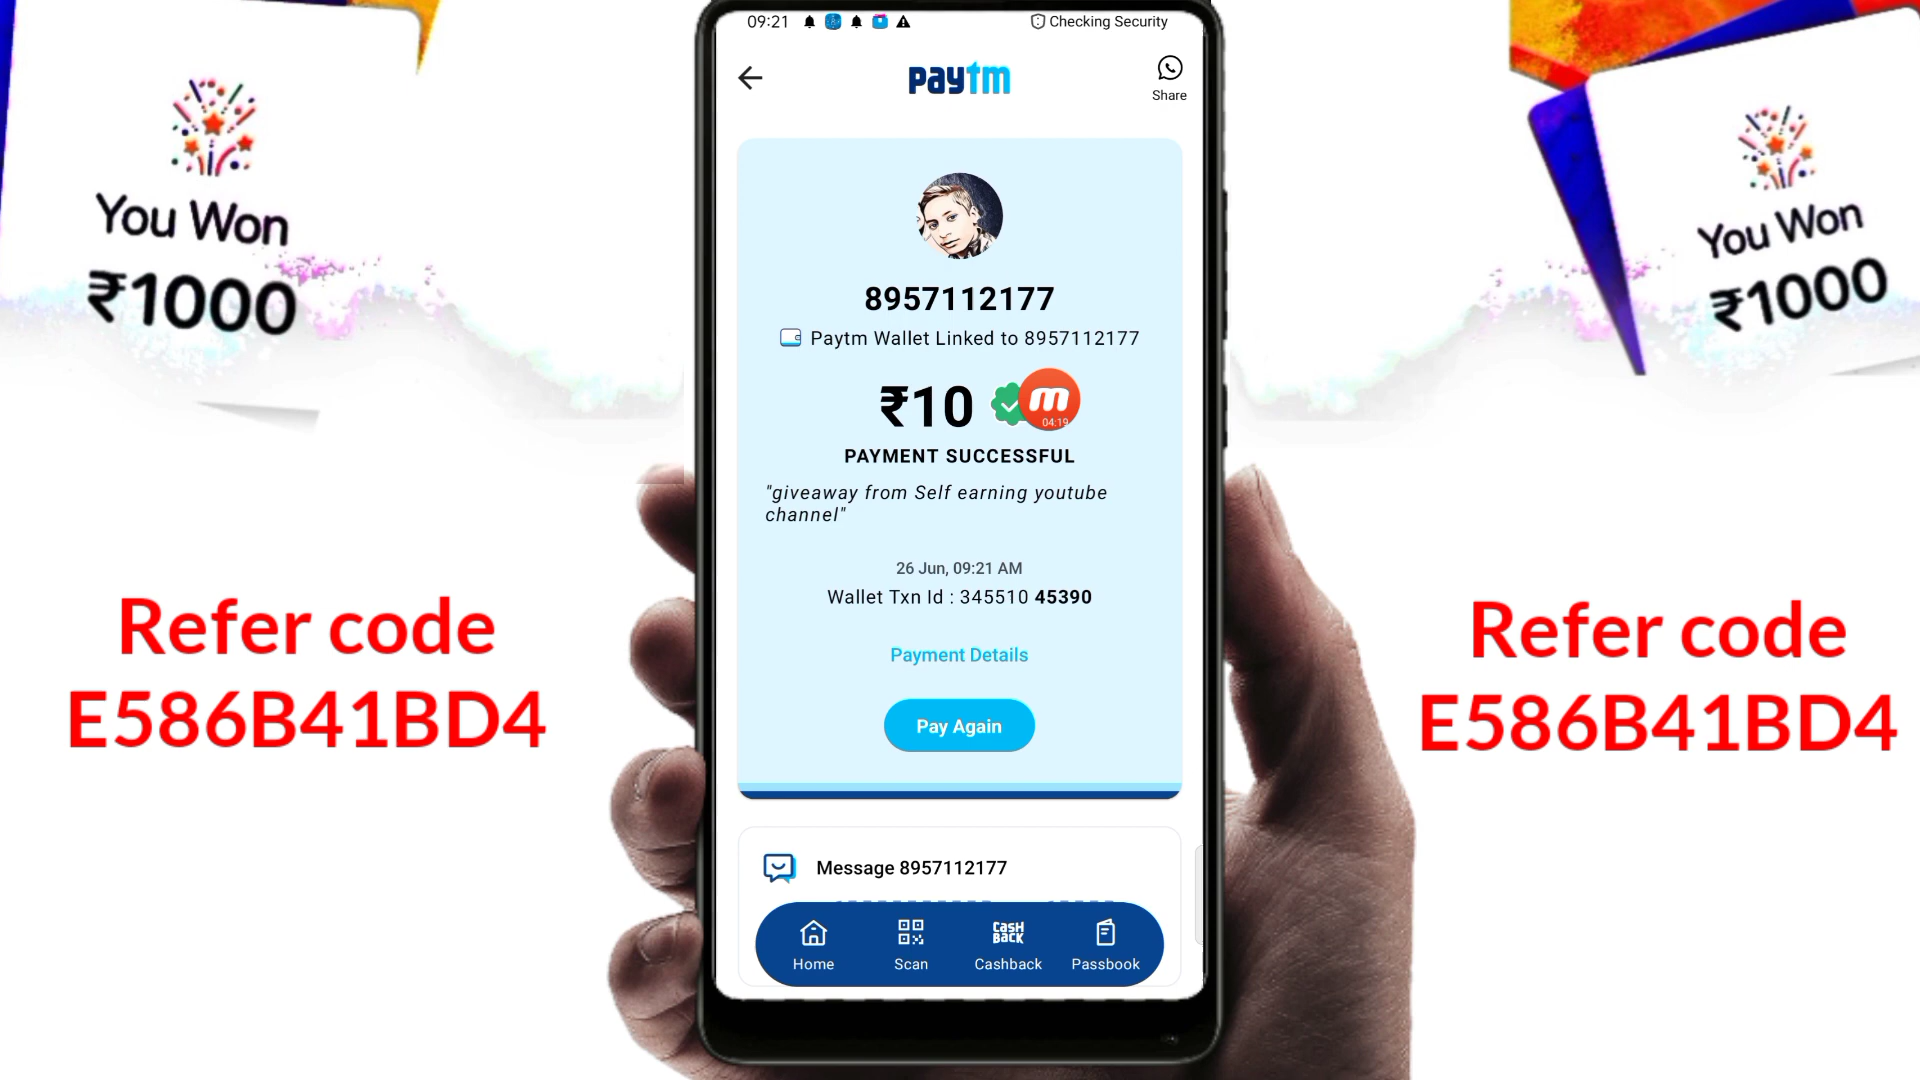 You Won
₹1000
Refer code
E586B41BD4
09:21
Checking Security
paytm
Share
8957112177
Paytm Wallet Linked to 8957112177
₹10
m
04:19
PAYMENT SUCCESSFUL
"giveaway from Self earning youtube
channel"
26 Jun, 09:21 AM
Wallet Txn Id : 345510 45390
Payment Details
Pay Again
Message 8957112177
CASH
BACK
Home Scan Cashback Passbook
You Won
₹1000
Refer code
E586B41BD4